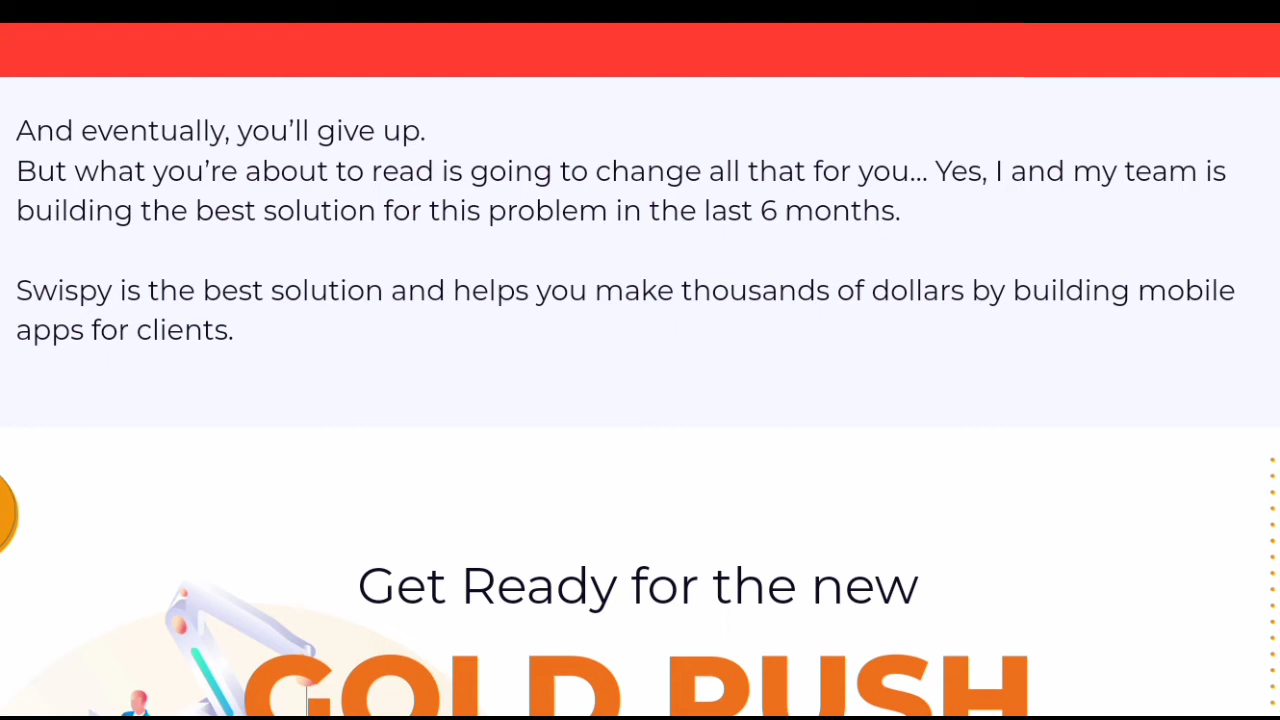 And eventually, you’ll give up.
But what you’re about to read is going to change all that for you... Yes, I and my team is
building the best solution for this problem in the last 6 months.
Swispy is the best solution and helps you make thousands of dollars by building mobile
apps for clients.
Get Ready for the new
GOLD RUSH